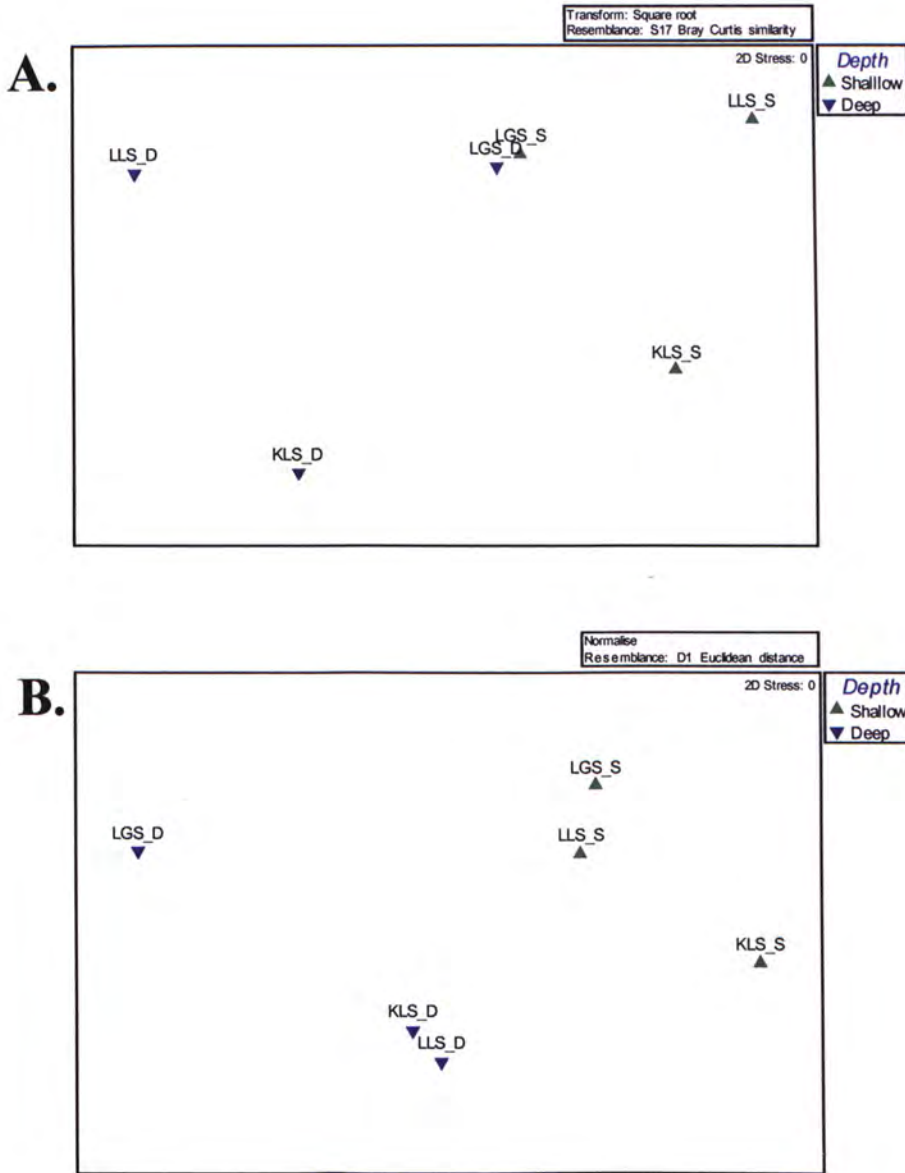 A.
Transform: Square root
Resemblance: S17 Bray Curtis similarity
2D Stress: 0
Depth
Shalllow
Deep
LLS_S
LGS_S
LGS_D
LLS_D
KLS_S
KLS_D
B.
Normalise
Resemblance: D1 Euclidean distance
2D Stress: 0
Depth
Shallow
Deep
LGS_S
LGS_D
LLS_S
KLS_S
KLS_D
LLS_D